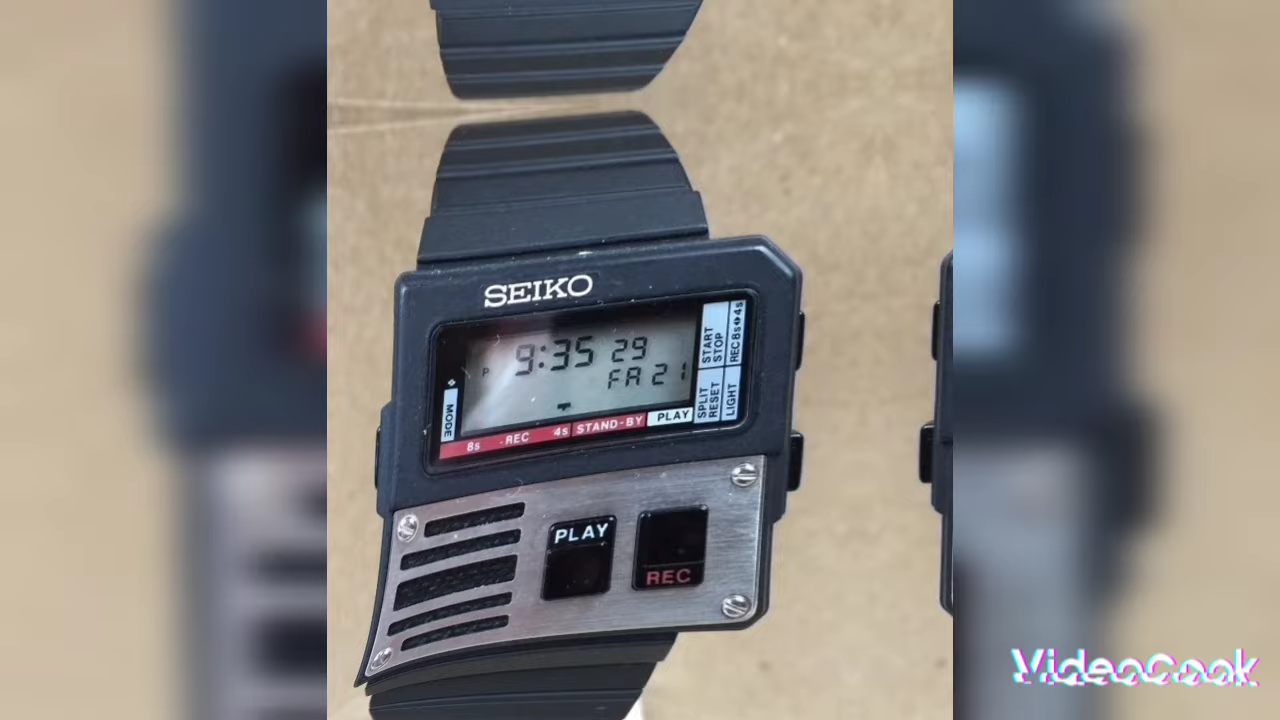 SEIKO
P 9:35 29
FR 21
MODE
START
STOP
REC 8s↔4s
SPLIT
RESET
LIGHT
8s REC 4s STAND-BY PLAY
PLAY
REC
VideoCook